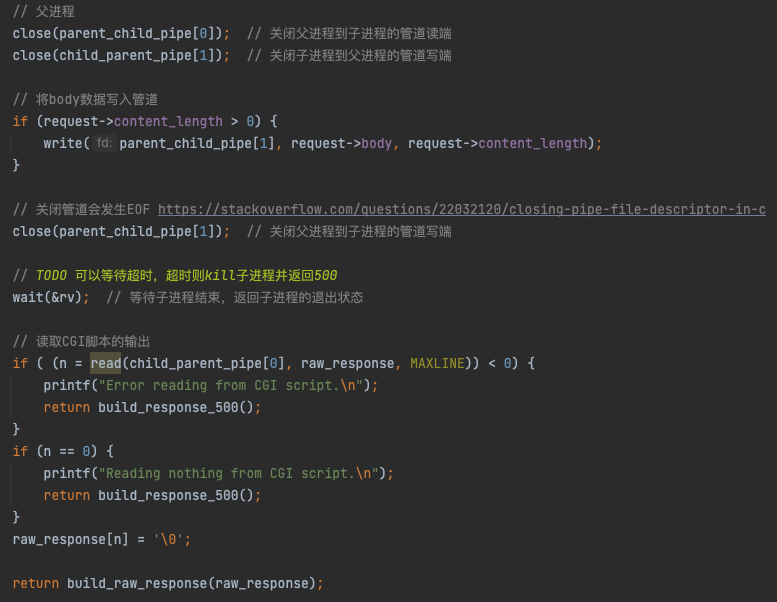 // 父进程
close(parent_child_pipe[0]);  // 关闭父进程到子进程的管道读端
close(child_parent_pipe[1]);  // 关闭子进程到父进程的管道写端
// 将body数据写入管道
if (request->content_length > 0) {
    write( fd: parent_child_pipe[1], request->body, request->content_length);
}
// 关闭管道会发生EOF https://stackoverflow.com/questions/22032120/closing-pipe-file-descriptor-in-c
close(parent_child_pipe[1]);  // 关闭父进程到子进程的管道写端
// TODO 可以等待超时，超时则kill子进程并返回500
wait(&rv);  // 等待子进程结束，返回子进程的退出状态
// 读取CGI脚本的输出
if ( (n = read(child_parent_pipe[0], raw_response, MAXLINE)) < 0) {
    printf("Error reading from CGI script.\n");
    return build_response_500();
}
if (n == 0) {
    printf("Reading nothing from CGI script.\n");
    return build_response_500();
}
raw_response[n] = '\0';
return build_raw_response(raw_response);